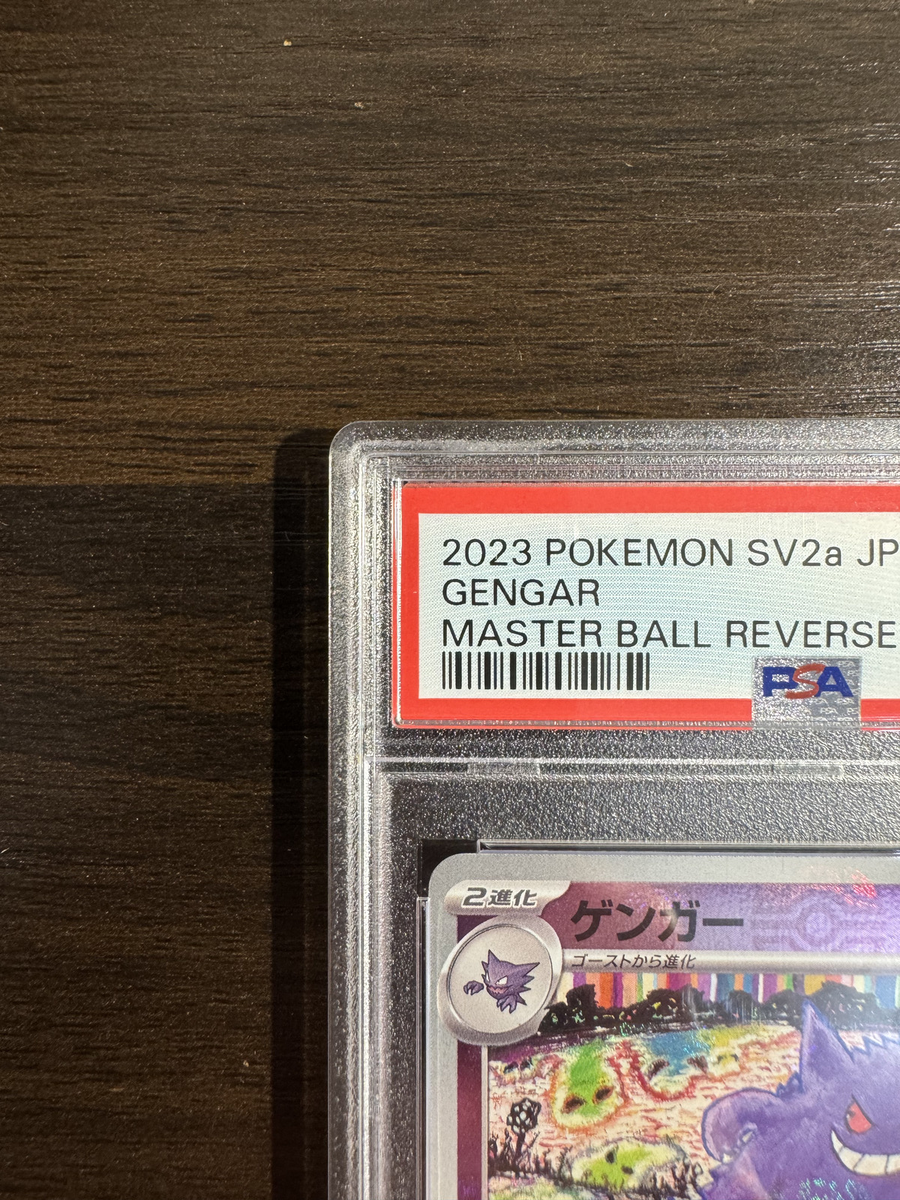 2023 POKEMON SV2a JP
GENGAR
MASTER BALL REVERSE
PSA
2進化
ゲンガー
ゴーストから進化